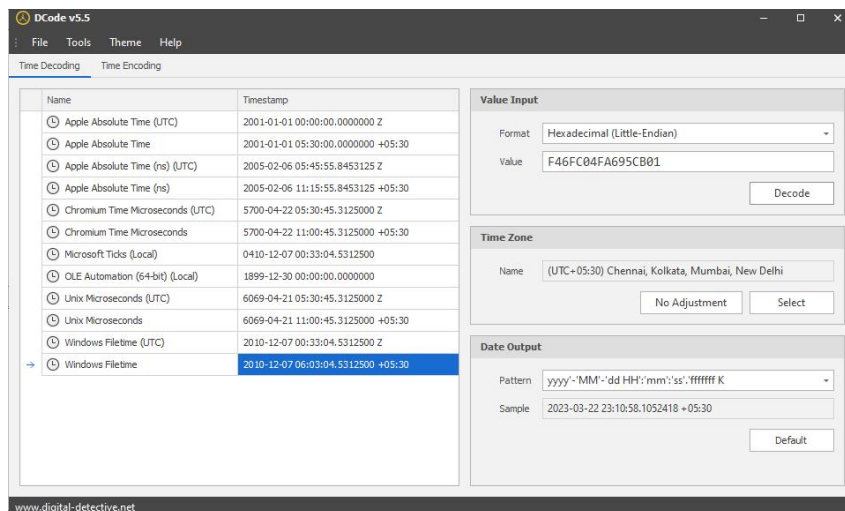 DCode v5.5
File Tools Theme Help
Time Decoding Time Encoding
Name Timestamp
Apple Absolute Time (UTC) 2001-01-01 00:00:00.0000000 Z
Apple Absolute Time 2001-01-01 05:30:00.0000000 +05:30
Apple Absolute Time (ns) (UTC) 2005-02-06 05:45:55.8453125 Z
Apple Absolute Time (ns) 2005-02-06 11:15:55.8453125 +05:30
Chromium Time Microseconds (UTC) 5700-04-22 05:30:45.3125000 Z
Chromium Time Microseconds 5700-04-22 11:00:45.3125000 +05:30
Microsoft Ticks (Local) 0410-12-07 00:33:04.5312500
OLE Automation (64-bit) (Local) 1899-12-30 00:00:00.0000000
Unix Microseconds (UTC) 6069-04-21 05:30:45.3125000 Z
Unix Microseconds 6069-04-21 11:00:45.3125000 +05:30
Windows Filetime (UTC) 2010-12-07 00:33:04.5312500 Z
Windows Filetime 2010-12-07 06:03:04.5312500 +05:30
Value Input
Format Hexadecimal (Little-Endian)
Value F46FC04FA695CB01
Decode
Time Zone
Name (UTC+05:30) Chennai, Kolkata, Mumbai, New Delhi
No Adjustment Select
Date Output
Pattern yyyy'-'MM'-'dd HH':'mm':'ss'.'fffffff K
Sample 2023-03-22 23:10:58.1052418 +05:30
Default
www.digital-detective.net